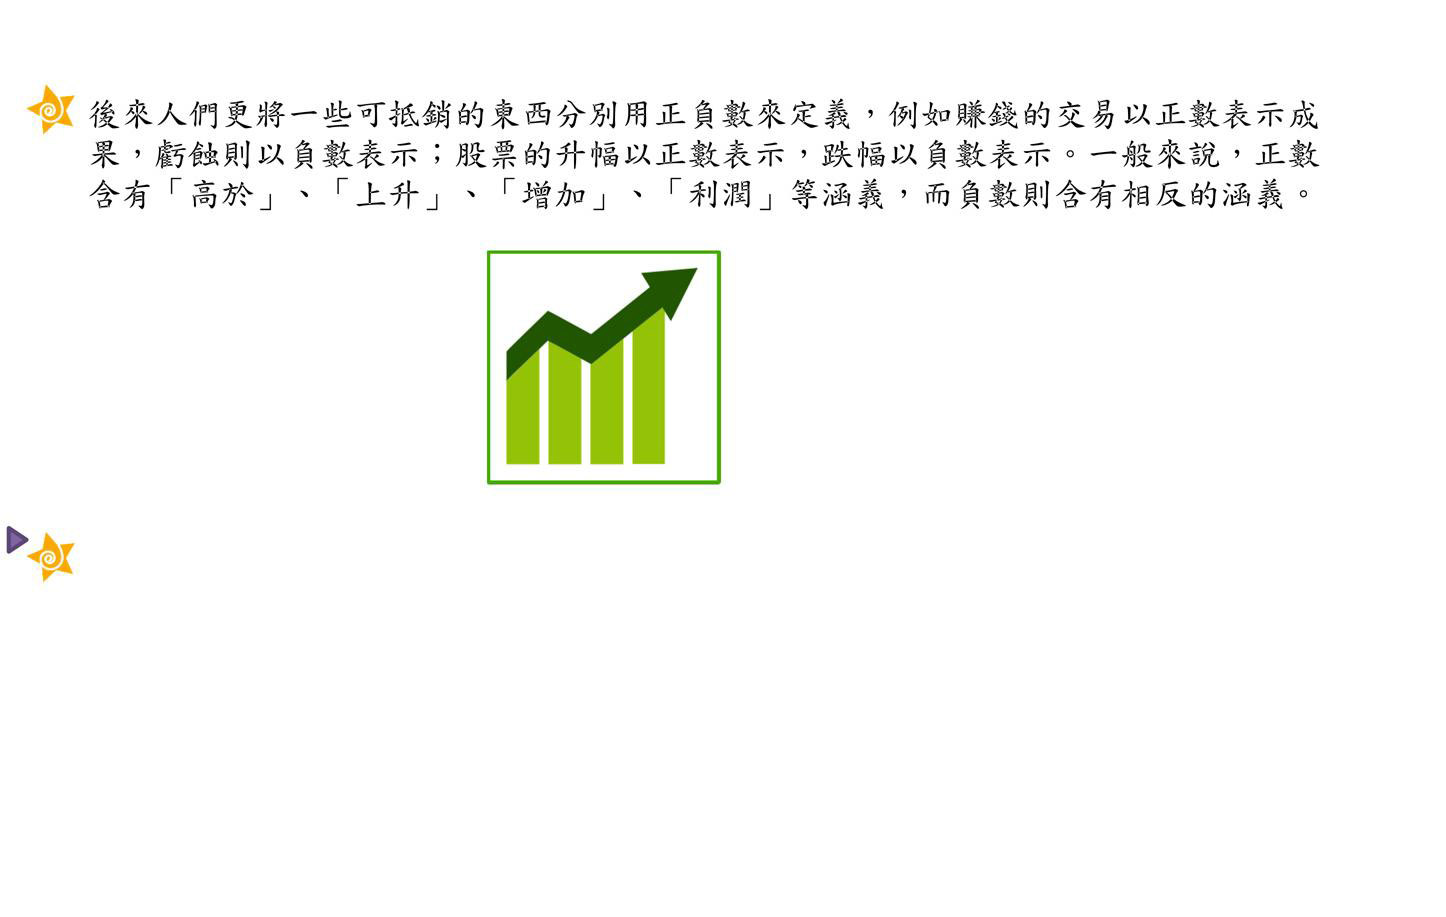 後來人們更將一些可抵銷的東西分別用正負數來定義，例如賺錢的交易以正數表示成
果，虧蝕則以負數表示；股票的升幅以正數表示，跌幅以負數表示。一般來說，正數
含有「高於」、「上升」、「增加」、「利潤」等涵義，而負數則含有相反的涵義。